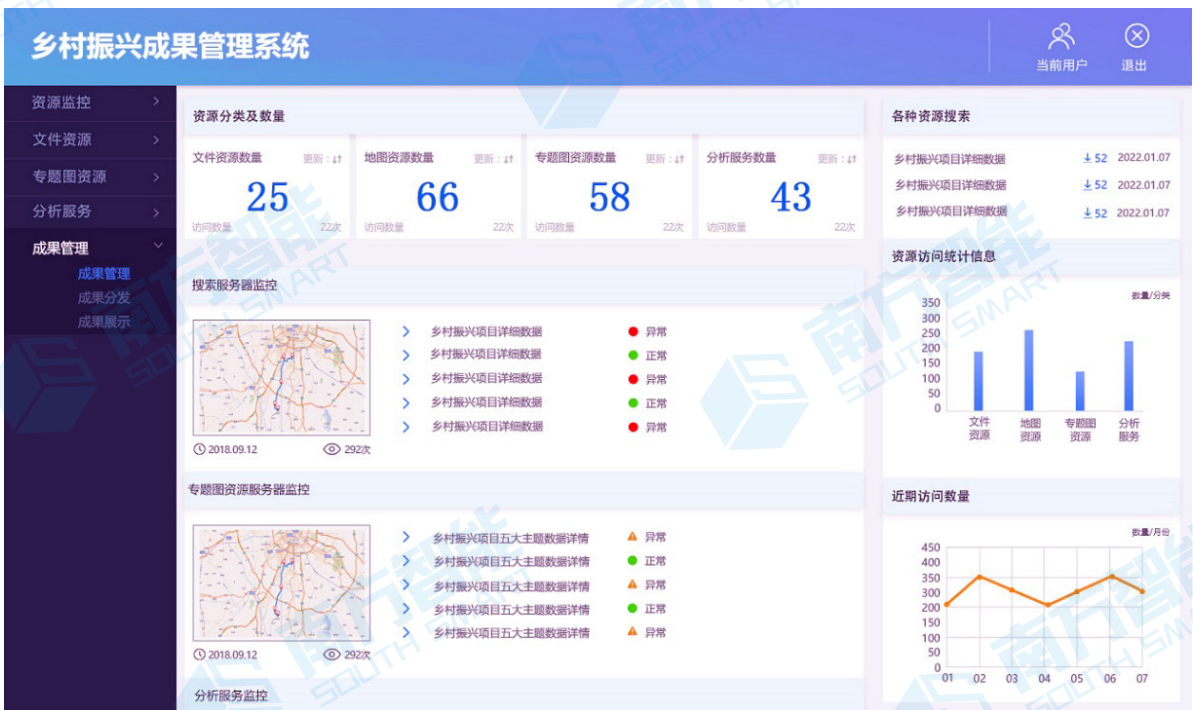 乡村振兴成果管理系统
当前用户
退出
资源监控
文件资源
专题图资源
分析服务
成果管理
成果管理
成果分发
成果展示
资源分类及数量
文件资源数量 更新：
25
访问数量 22次
地图资源数量 更新：
66
访问数量 22次
专题图资源数量 更新：
58
访问数量 22次
分析服务数量 更新：
43
访问数量 22次
搜索服务器监控
乡村振兴项目详细数据 异常
乡村振兴项目详细数据 正常
乡村振兴项目详细数据 异常
乡村振兴项目详细数据 正常
乡村振兴项目详细数据 异常
2018.09.12 292次
专题图资源服务器监控
乡村振兴项目五大主题数据详情 异常
乡村振兴项目五大主题数据详情 正常
乡村振兴项目五大主题数据详情 异常
乡村振兴项目五大主题数据详情 正常
乡村振兴项目五大主题数据详情 异常
2018.09.12 292次
分析服务监控
各种资源搜索
乡村振兴项目详细数据 52 2022.01.07
乡村振兴项目详细数据 52 2022.01.07
乡村振兴项目详细数据 52 2022.01.07
资源访问统计信息
数量/分类
350
300
250
200
150
100
50
0
文件
资源
地图
资源
专题图
资源
分析
服务
近期访问数量
数量/月份
450
400
350
300
200
150
100
50
0
01 02 03 04 05 06 07
南方智能
SOUTH SMART